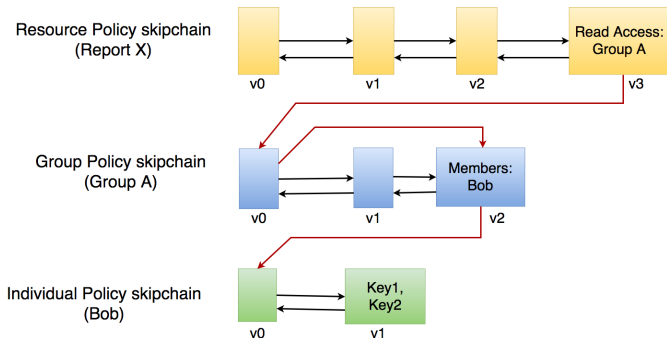 Resource Policy skipchain
(Report X)
Read Access:
Group A
v0
v1
v2
v3
Group Policy skipchain
(Group A)
Members:
Bob
v0
v1
v2
Individual Policy skipchain
(Bob)
Key1,
Key2
v0
v1